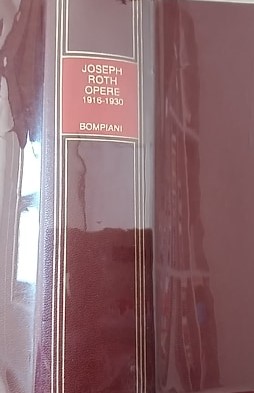 JOSEPH
ROTH
OPERE
1916-1930
BOMPIANI